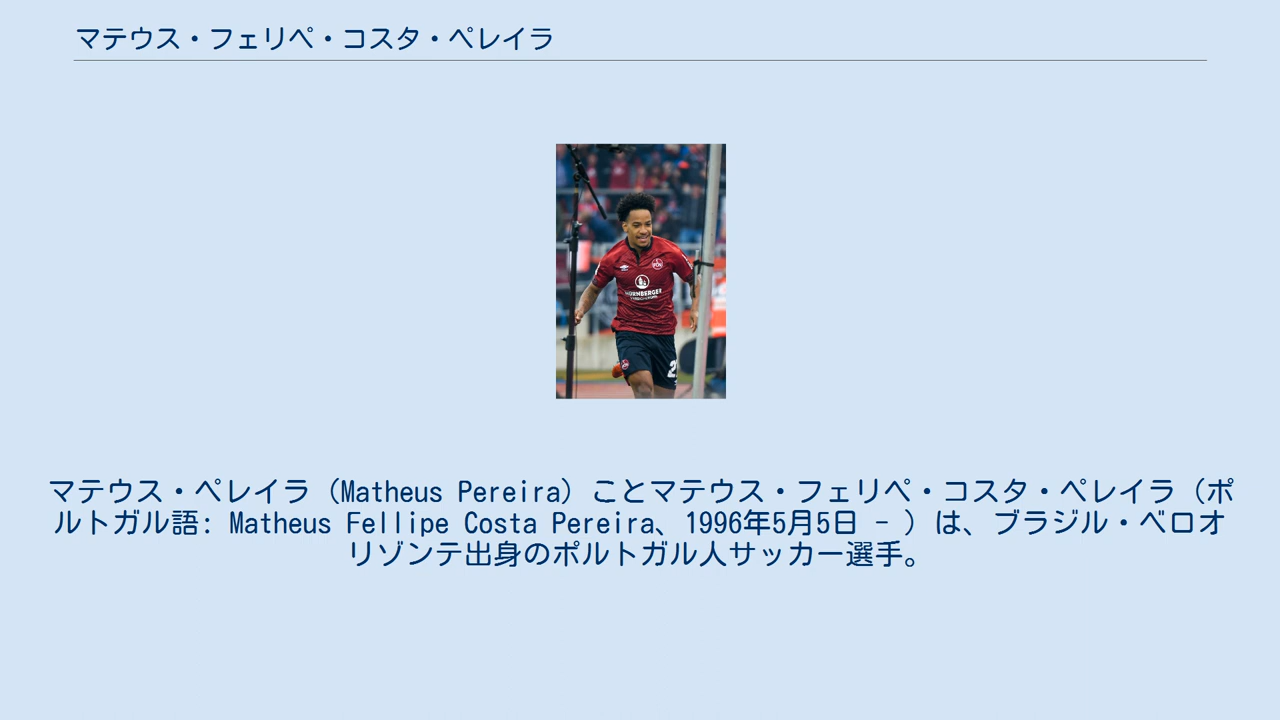 マテウス・フェリペ・コスタ・ペレイラ
FCN
NÜRNBERGER
2
マテウス・ペレイラ（Matheus Pereira）ことマテウス・フェリペ・コスタ・ペレイラ（ポ
ルトガル語: Matheus Fellipe Costa Pereira、1996年5月5日 - ）は、ブラジル・ベロオ
リゾンテ出身のポルトガル人サッカー選手。